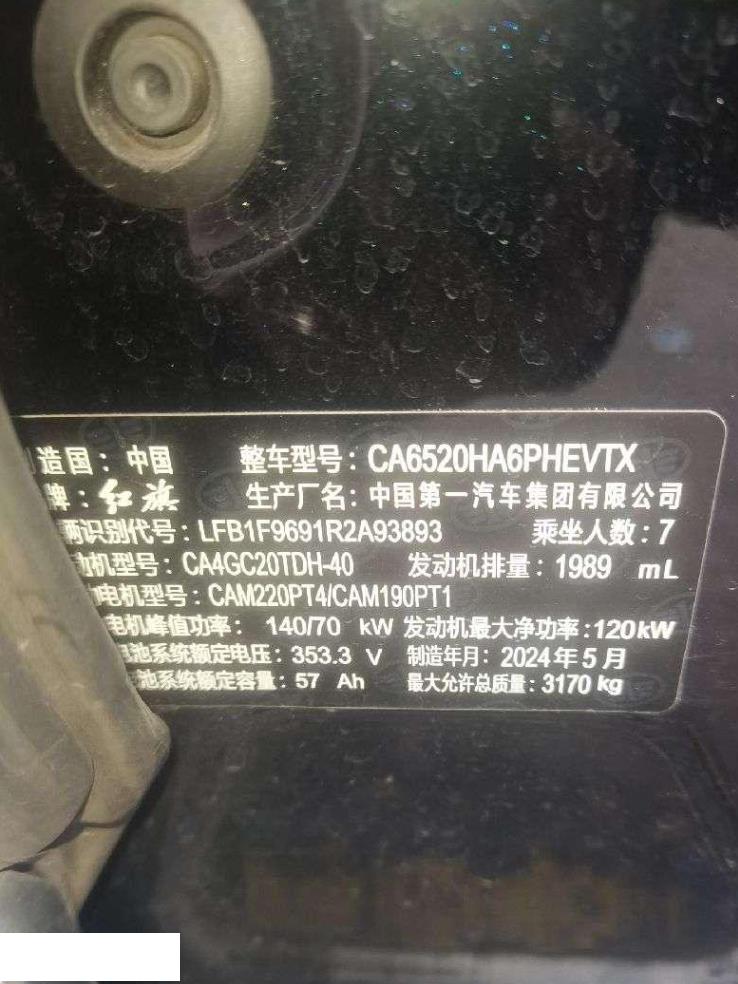 造国：中国 整车型号：CA6520HA6PHEVTX
牌：红旗 生产厂名：中国第一汽车集团有限公司
辆识别代号：LFB1F9691R2A93893 乘坐人数：7
动机型号：CA4GC20TDH-40 发动机排量：1989 mL
动电机型号：CAM220PT4/CAM190PT1
电机峰值功率：140/70 kW 发动机最大净功率：120kW
电池系统额定电压：353.3 V 制造年月：2024年5月
池系统额定容量：57 Ah 最大允许总质量：3170kg